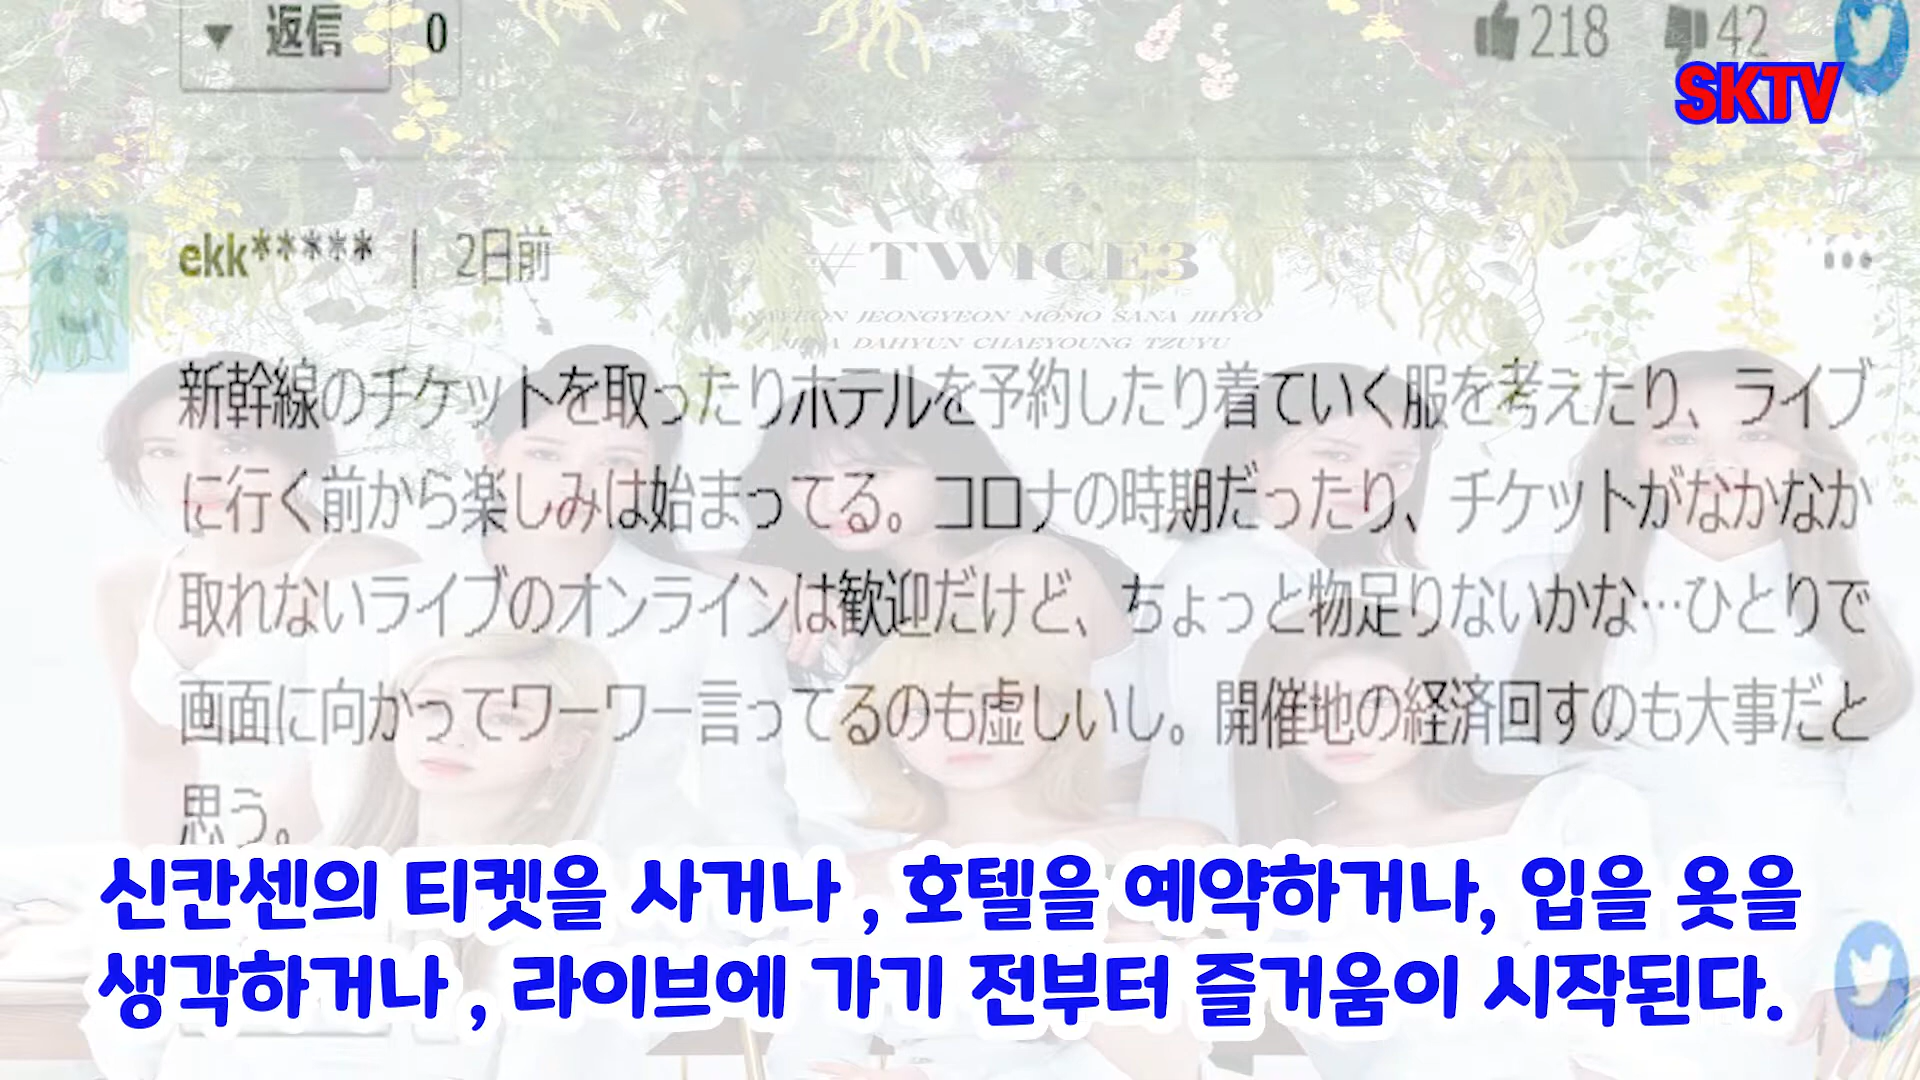 ▼ 返信 0 218 42
SKTV
ekk***** | 2日前
#TWICE3
NAYEON JEONGYEON MOMO SANA JIHYO
MINA DAHYUN CHAEYOUNG TZUYU
新幹線のチケットを取ったりホテルを予約したり着ていく服を考えたり、ライブ
に行く前から楽しみは始まってる。コロナの時期だったり、チケットがなかなか
取れないライブのオンラインは歓迎だけど、ちょっと物足りないかな…ひとりで
画面に向かってワーワー言ってるのも虚しいし。開催地の経済回すのも大事だと
思う。
신칸센의 티켓을 사거나 , 호텔을 예약하거나, 입을 옷을
생각하거나 , 라이브에 가기 전부터 즐거움이 시작된다.